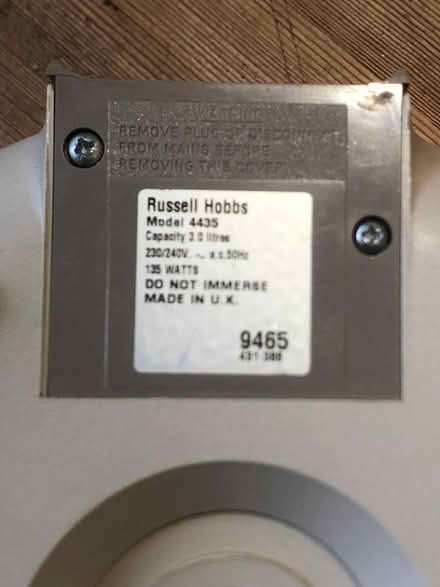 WARNING
REMOVE PLUG OR DISCONNECT
FROM MAINS BEFORE
REMOVING THIS COVER
Russell Hobbs
Model 4435
Capacity 3.0 litres
230/240V. ~ a.c. 50Hz
135 WATTS
DO NOT IMMERSE
MADE IN U.K.
9465
431-388